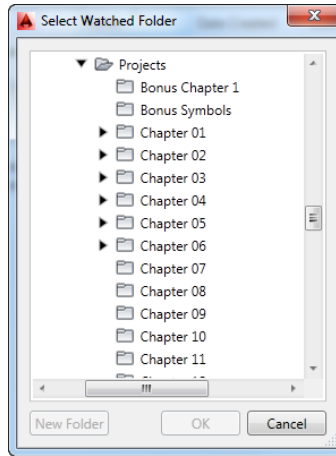 Select Watched Folder
Projects
Bonus Chapter 1
Bonus Symbols
Chapter 01
Chapter 02
Chapter 03
Chapter 04
Chapter 05
Chapter 06
Chapter 07
Chapter 08
Chapter 09
Chapter 10
Chapter 11
New Folder
OK
Cancel